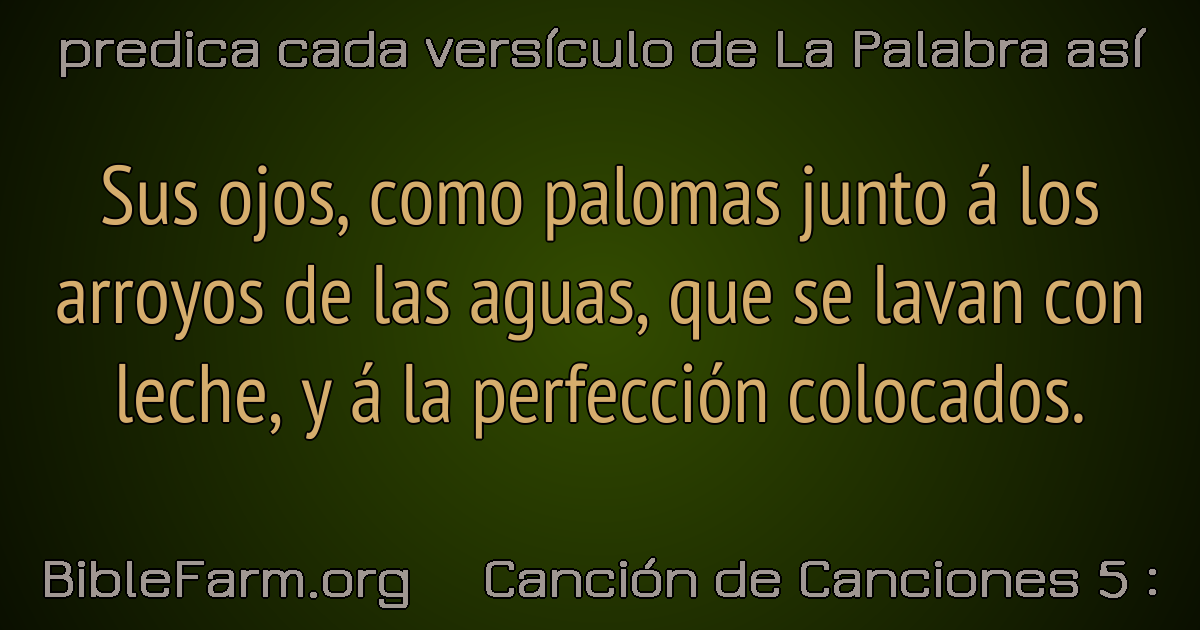 predica cada versículo de La Palabra así
Sus ojos, como palomas junto á los
arroyos de las aguas, que se lavan con
leche, y á la perfección colocados.
BibleFarm.org Canción de Canciones 5 :